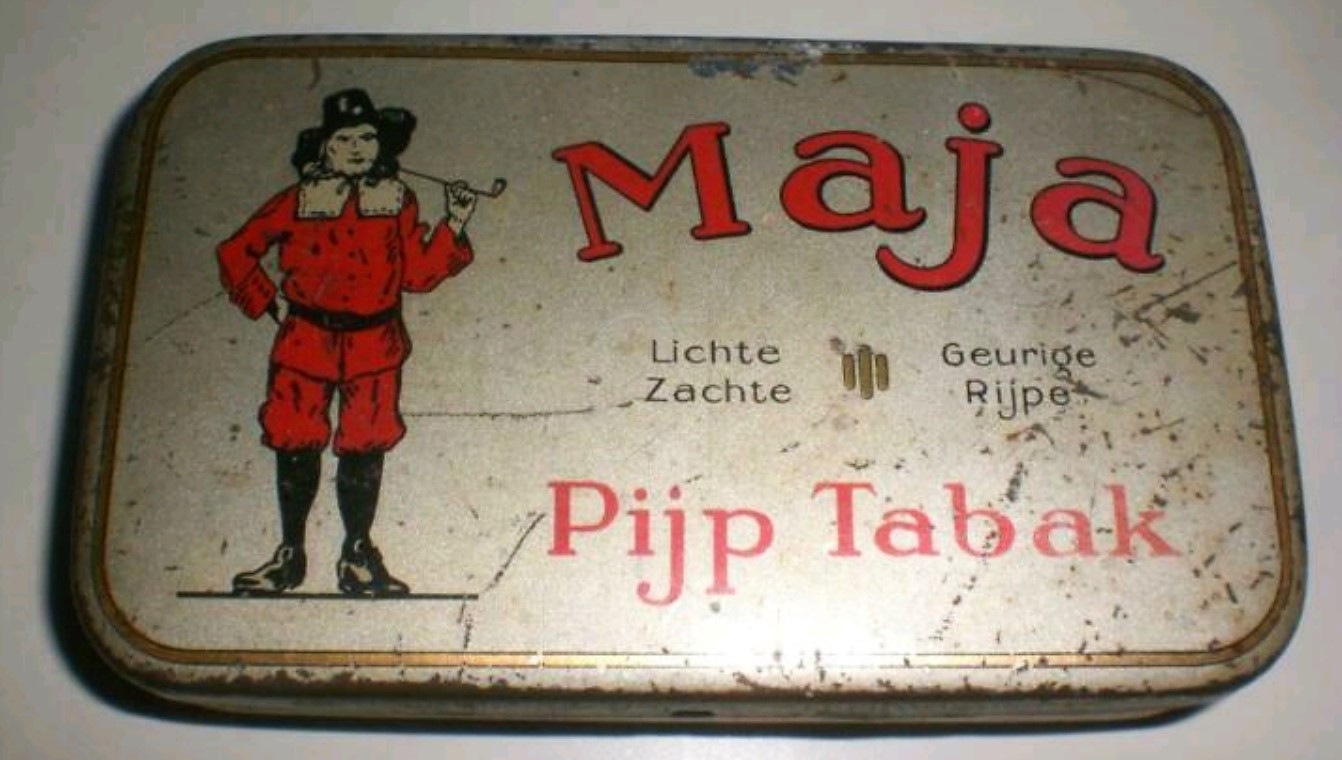 Maja
Lichte Geurige
Zachte Rijpe
Pijp Tabak